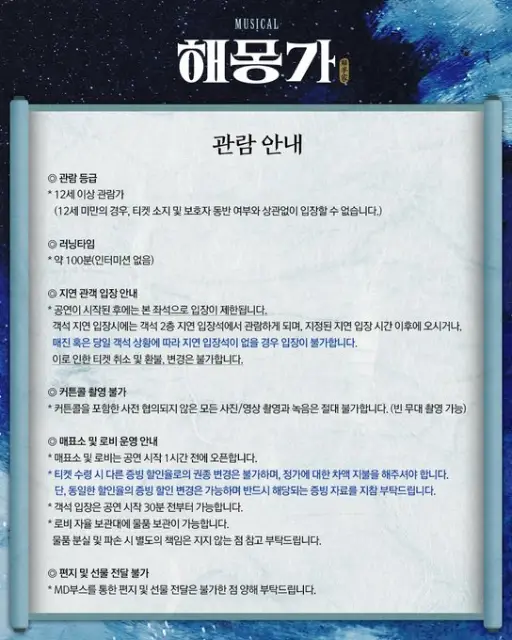 MUSICAL
해몽가
관람 안내
◎ 관람 등급
* 12세 이상 관람가
(12세 미만의 경우, 티켓 소지 및 보호자 동반 여부와 상관없이 입장할 수 없습니다.)
◎ 러닝타임
* 약 100분(인터미션 없음)
◎ 지연 관객 입장 안내
* 공연이 시작된 후에는 본 좌석으로 입장이 제한됩니다.
객석 지연 입장시에는 객석 2층 지연 입장석에서 관람하게 되며, 지정된 지연 입장 시간 이후에 오시거나,
매진 혹은 당일 객석 상황에 따라 지연 입장석이 없을 경우 입장이 불가합니다.
이로 인한 티켓 취소 및 환불, 변경은 불가합니다.
◎ 커튼콜 촬영 불가
* 커튼콜을 포함한 사전 협의되지 않은 모든 사진/영상 촬영과 녹음은 절대 불가합니다. (빈 무대 촬영 가능)
◎ 매표소 및 로비 운영 안내
* 매표소 및 로비는 공연 시작 1시간 전에 오픈합니다.
* 티켓 수령 시 다른 증빙 할인율로의 권종 변경은 불가하며, 정가에 대한 차액 지불을 해주셔야 합니다.
단, 동일한 할인율의 증빙 할인 변경은 가능하며 반드시 해당되는 증빙 자료를 지참 부탁드립니다.
* 객석 입장은 공연 시작 30분 전부터 가능합니다.
* 로비 자율 보관대에 물품 보관이 가능합니다.
물품 분실 및 파손 시 별도의 책임은 지지 않는 점 참고 부탁드립니다.
◎ 편지 및 선물 전달 불가
* MD부스를 통한 편지 및 선물 전달은 불가한 점 양해 부탁드립니다.